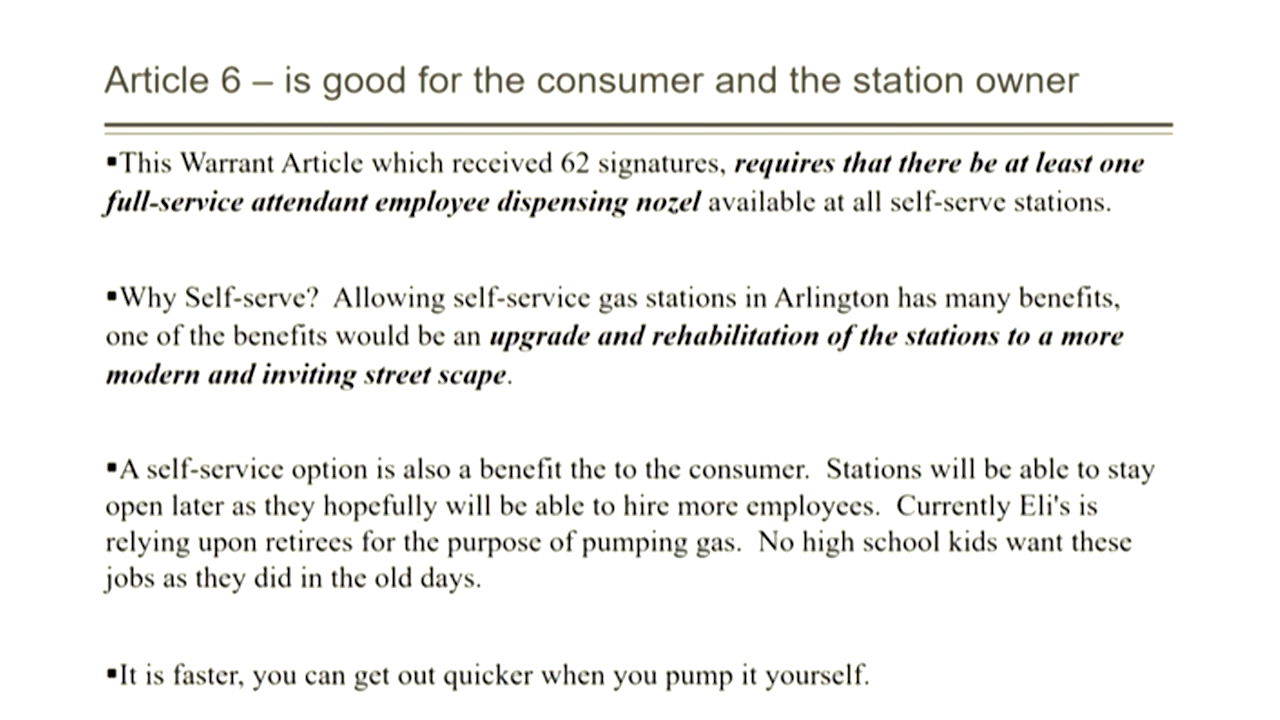 Article 6 – is good for the consumer and the station owner
▪This Warrant Article which received 62 signatures, requires that there be at least one
full-service attendant employee dispensing nozel available at all self-serve stations.
▪Why Self-serve?  Allowing self-service gas stations in Arlington has many benefits,
one of the benefits would be an upgrade and rehabilitation of the stations to a more
modern and inviting street scape.
▪A self-service option is also a benefit the to the consumer.  Stations will be able to stay
open later as they hopefully will be able to hire more employees.  Currently Eli's is
relying upon retirees for the purpose of pumping gas.  No high school kids want these
jobs as they did in the old days.
▪It is faster, you can get out quicker when you pump it yourself.